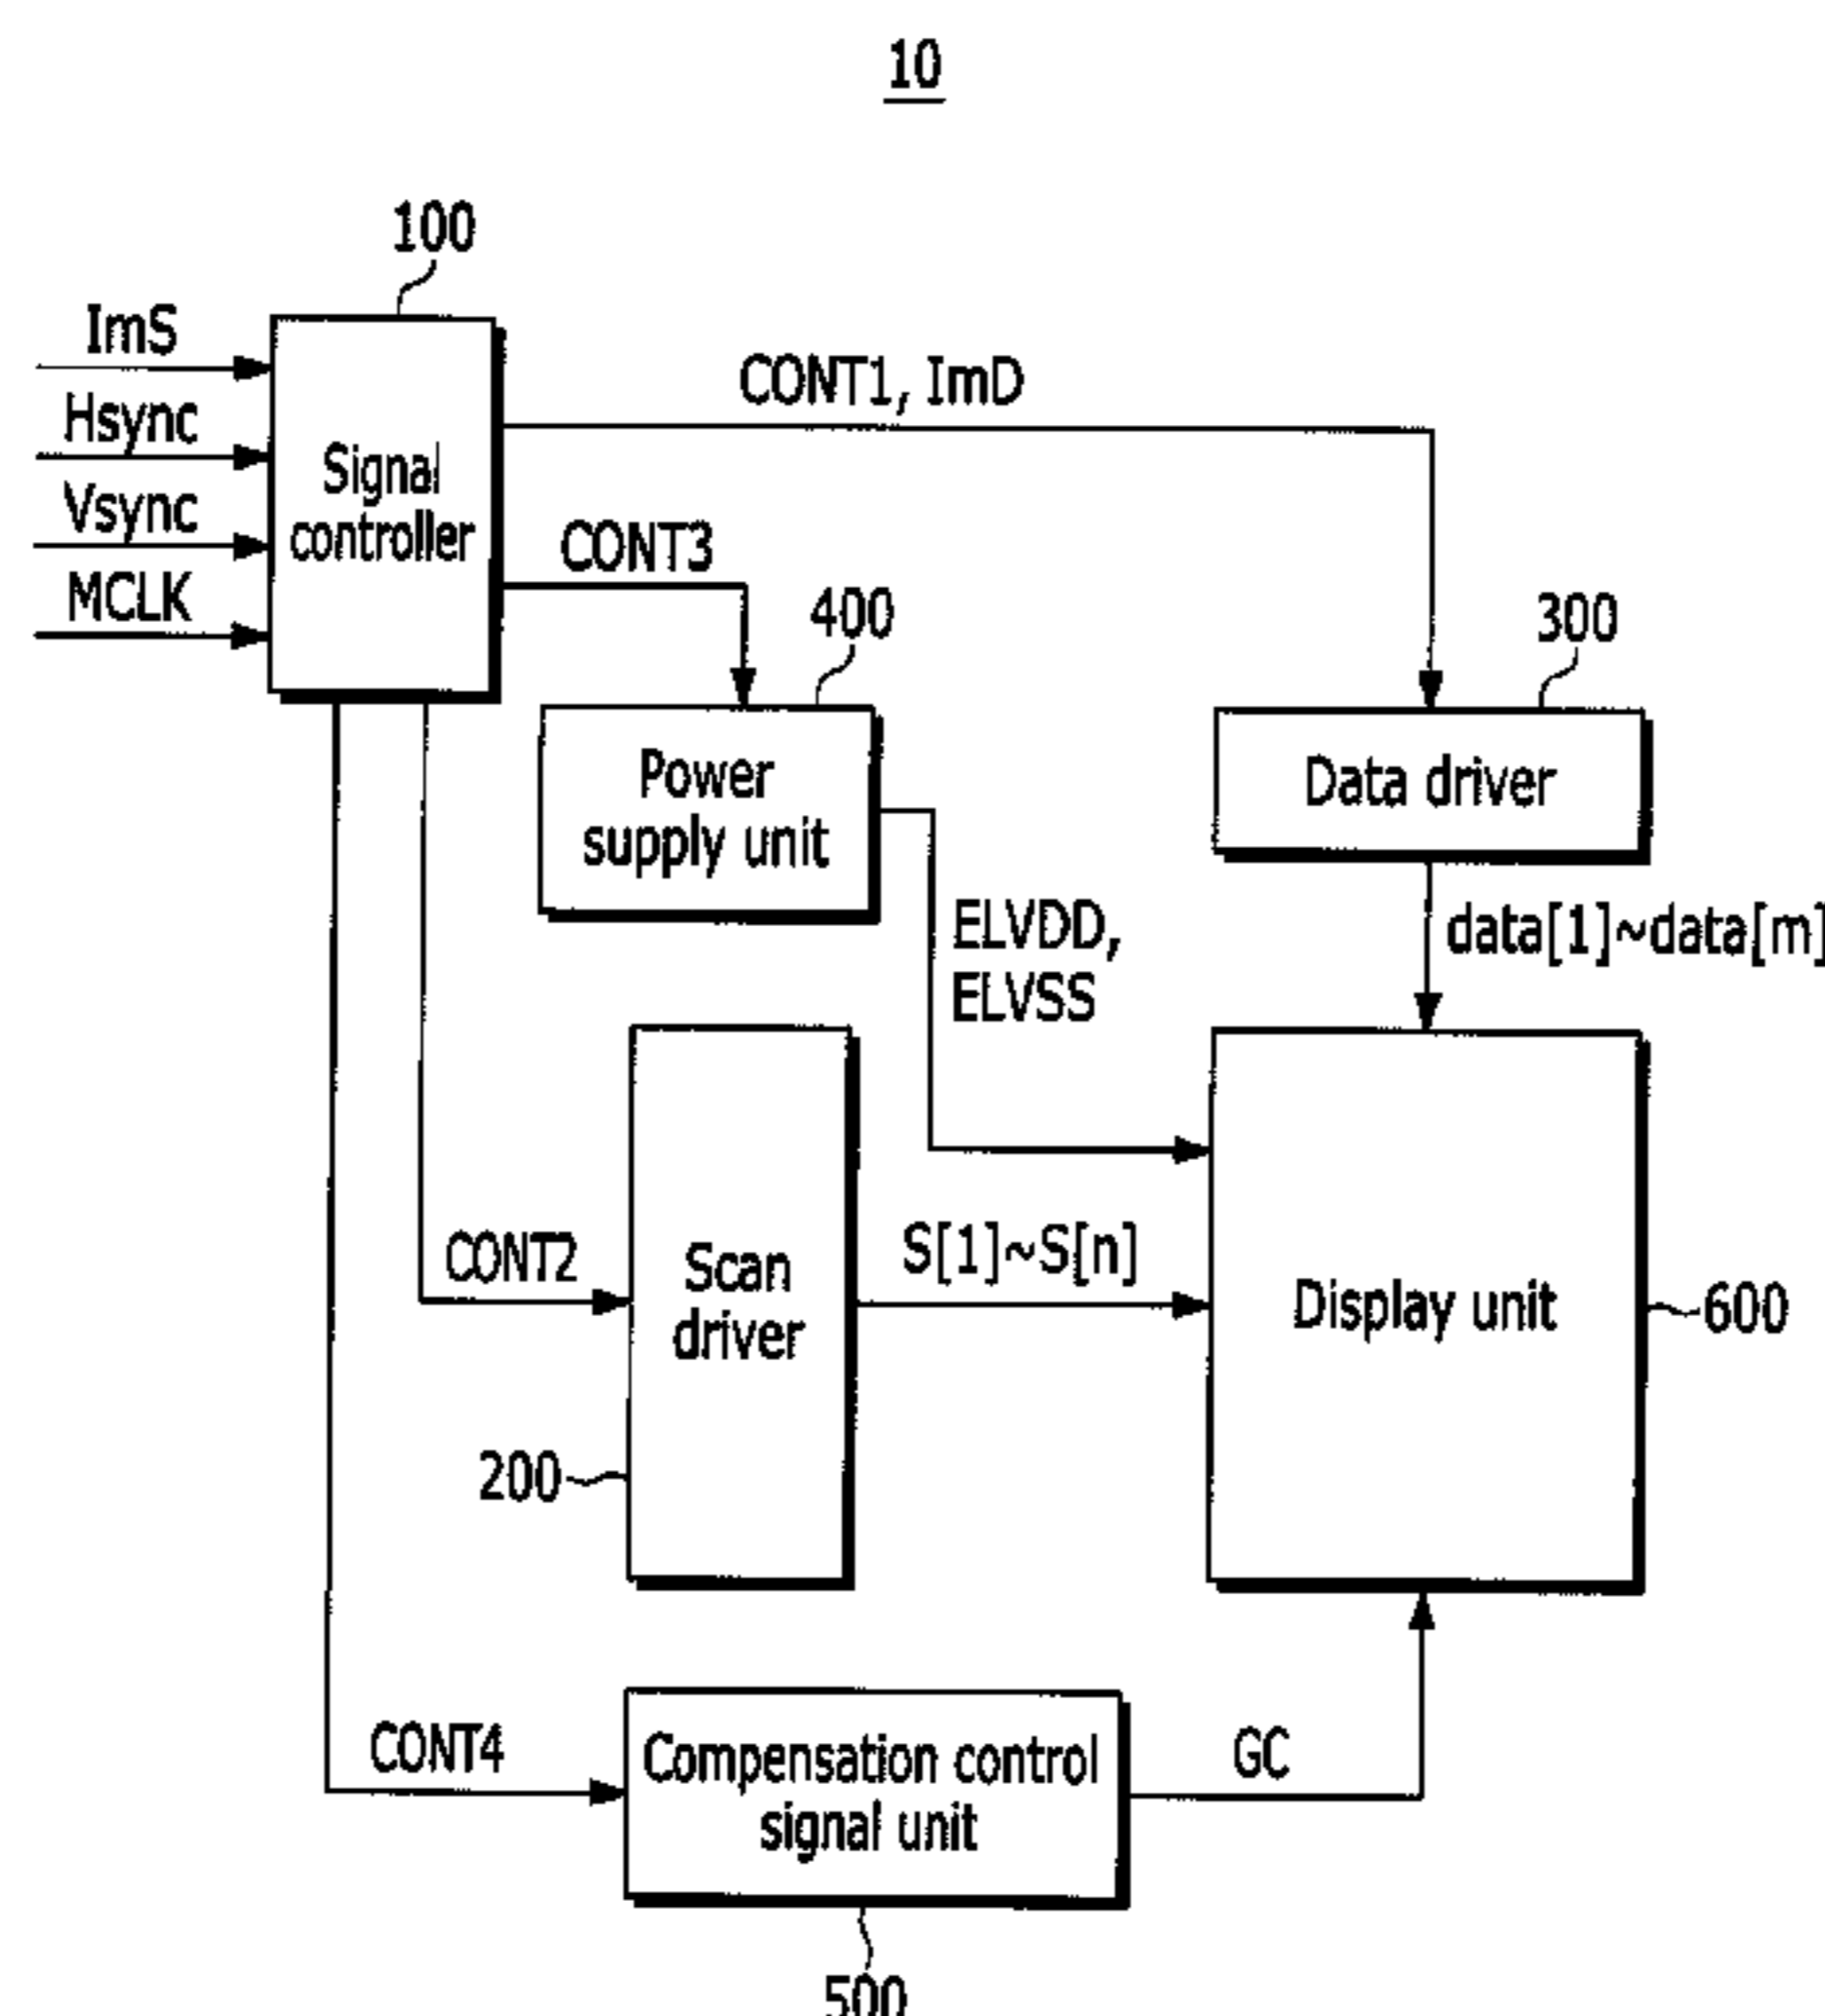 10
100
ImS
Hsync
Vsync
MCLK
Signal
controller
CONT1, ImD
CONT3
400
300
Power
supply unit
Data driver
ELVDD,
ELVSS
data[1]~data[m]
CONT2
Scan
driver
S[1]~S[n]
Display unit
600
200
CONT4
Compensation control
signal unit
GC
500